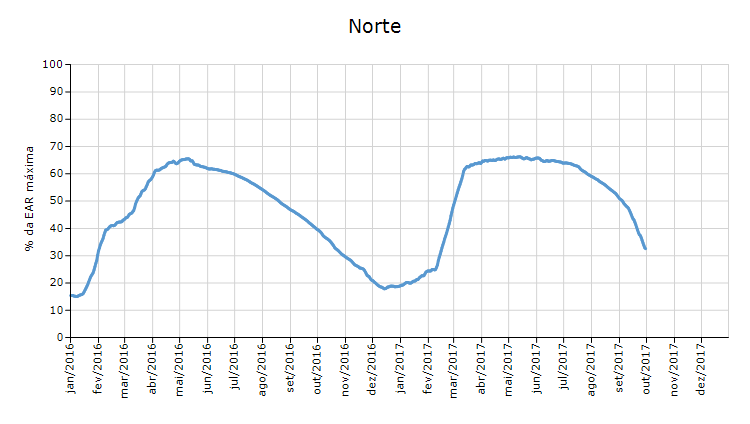 Norte
100
90
80
70
60
50
40
30
20
10
0
% da EAR máxima
jan/2016
fev/2016
mar/2016
abr/2016
mai/2016
jun/2016
jul/2016
ago/2016
set/2016
out/2016
nov/2016
dez/2016
jan/2017
fev/2017
mar/2017
abr/2017
mai/2017
jun/2017
jul/2017
ago/2017
set/2017
out/2017
nov/2017
dez/2017